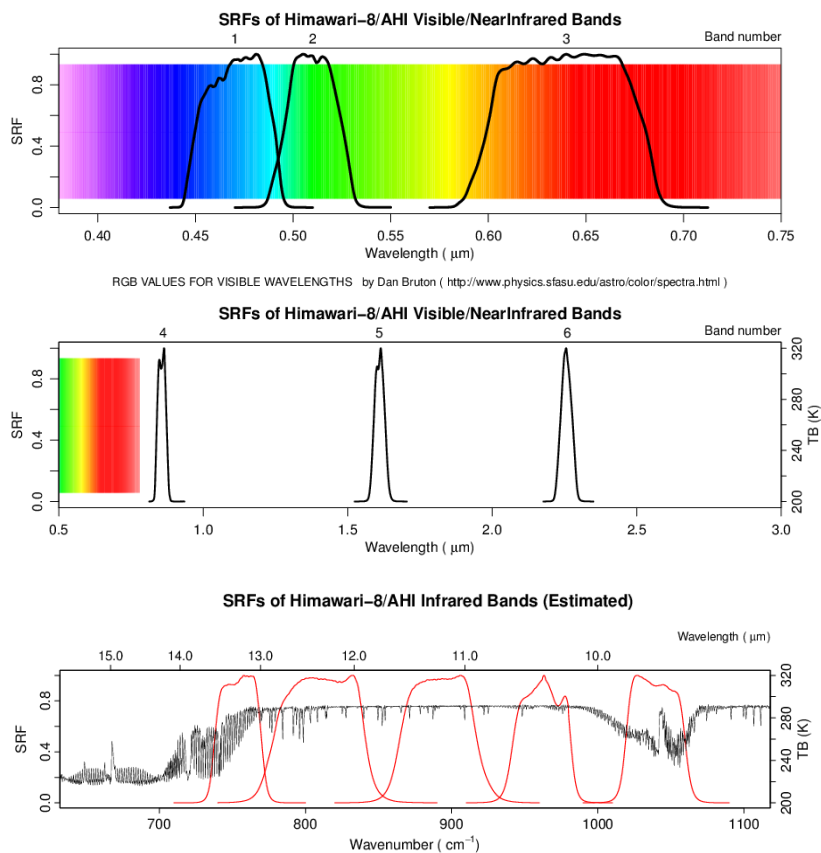 SRFs of Himawari−8/AHI Visible/NearInfrared Bands
1 2 3 Band number
SRF
0.0 0.4 0.8
0.40 0.45 0.50 0.55 0.60 0.65 0.70 0.75
Wavelength ( μm)
RGB VALUES FOR VISIBLE WAVELENGTHS by Dan Bruton ( http://www.physics.sfasu.edu/astro/color/spectra.html )
SRFs of Himawari−8/AHI Visible/NearInfrared Bands
4 5 6 Band number
SRF
0.0 0.4 0.8
200 240 280 320
TB (K)
0.5 1.0 1.5 2.0 2.5 3.0
Wavelength ( μm)
SRFs of Himawari−8/AHI Infrared Bands (Estimated)
Wavelength ( μm)
15.0 14.0 13.0 12.0 11.0 10.0
SRF
0.0 0.4 0.8
200 240 280 320
TB (K)
700 800 900 1000 1100
Wavenumber ( cm⁻¹)